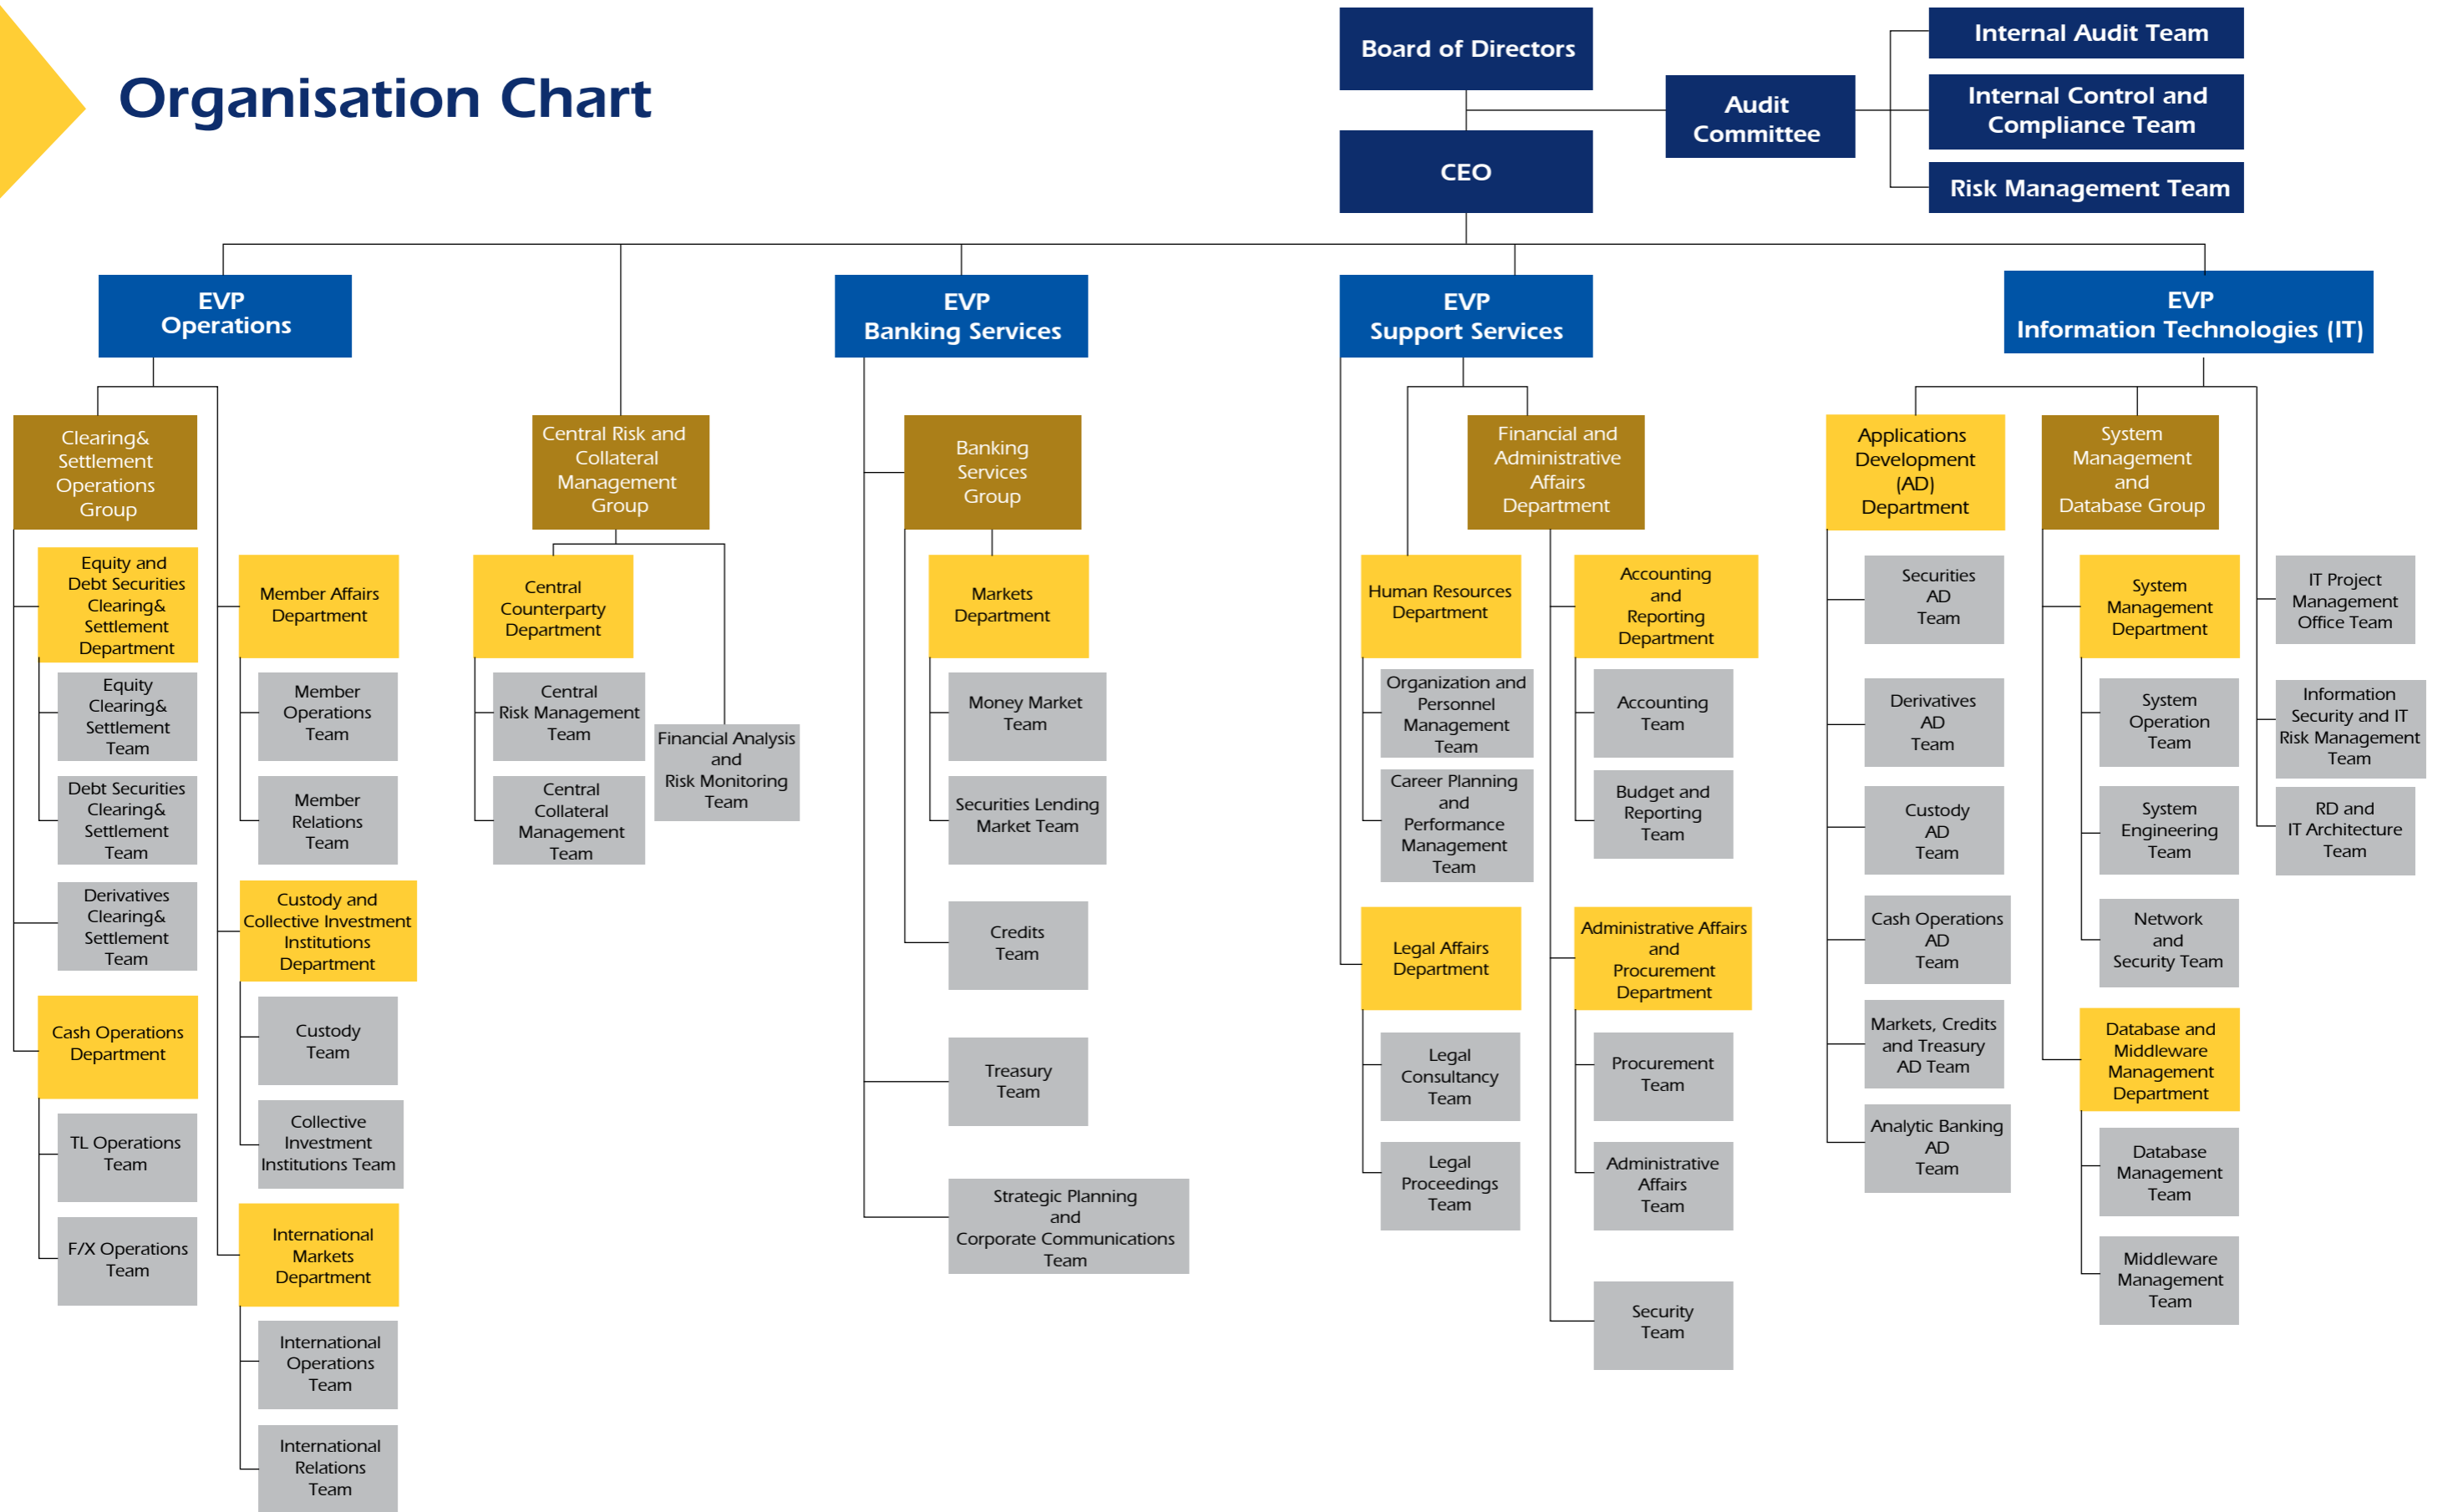 Organisation Chart
Board of Directors
CEO
Audit
Committee
Internal Audit Team
Internal Control and
Compliance Team
Risk Management Team
EVP
Operations
Clearing&
Settlement
Operations
Group
Equity and
Debt Securities
Clearing&
Settlement
Department
Equity
Clearing&
Settlement
Team
Debt Securities
Clearing&
Settlement
Team
Derivatives
Clearing&
Settlement
Team
Cash Operations
Department
TL Operations
Team
F/X Operations
Team
Member Affairs
Department
Member
Operations
Team
Member
Relations
Team
Custody and
Collective Investment
Institutions
Department
Custody
Team
Collective
Investment
Institutions Team
International
Markets
Department
International
Operations
Team
International
Relations
Team
Central Risk and
Collateral
Management
Group
Central
Counterparty
Department
Central
Risk Management
Team
Central
Collateral
Management
Team
Financial Analysis
and
Risk Monitoring
Team
EVP
Banking Services
Banking
Services
Group
Markets
Department
Money Market
Team
Securities Lending
Market Team
Credits
Team
Treasury
Team
Strategic Planning
and
Corporate Communications
Team
EVP
Support Services
Human Resources
Department
Organization and
Personnel
Management
Team
Career Planning
and
Performance
Management
Team
Legal Affairs
Department
Legal
Consultancy
Team
Legal
Proceedings
Team
Financial and
Administrative
Affairs
Department
Accounting
and
Reporting
Department
Accounting
Team
Budget and
Reporting
Team
Administrative Affairs
and
Procurement
Department
Procurement
Team
Administrative
Affairs
Team
Security
Team
EVP
Information Technologies (IT)
Applications
Development
(AD)
Department
Securities
AD
Team
Derivatives
AD
Team
Custody
AD
Team
Cash Operations
AD
Team
Markets, Credits
and Treasury
AD Team
Analytic Banking
AD
Team
System
Management
and
Database Group
System
Management
Department
System
Operation
Team
System
Engineering
Team
Network
and
Security Team
Database and
Middleware
Management
Department
Database
Management
Team
Middleware
Management
Team
IT Project
Management
Office Team
Information
Security and IT
Risk Management
Team
RD and
IT Architecture
Team